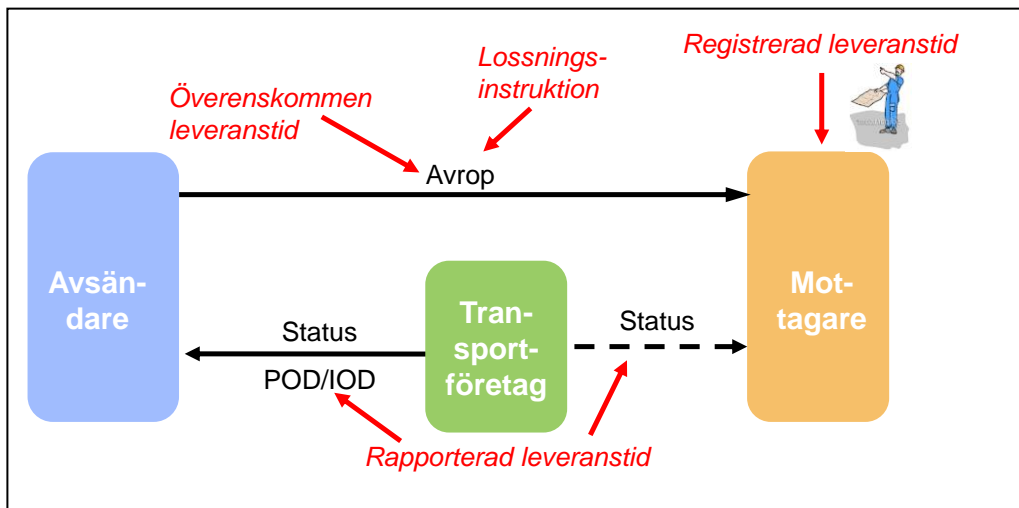 Registrerad leveranstid
Lossnings-
instruktion
Överenskommen
leveranstid
Avrop
Avsän-
dare
Mot-
tagare
Tran-
sport-
företag
Status
POD/IOD
Status
Rapporterad leveranstid